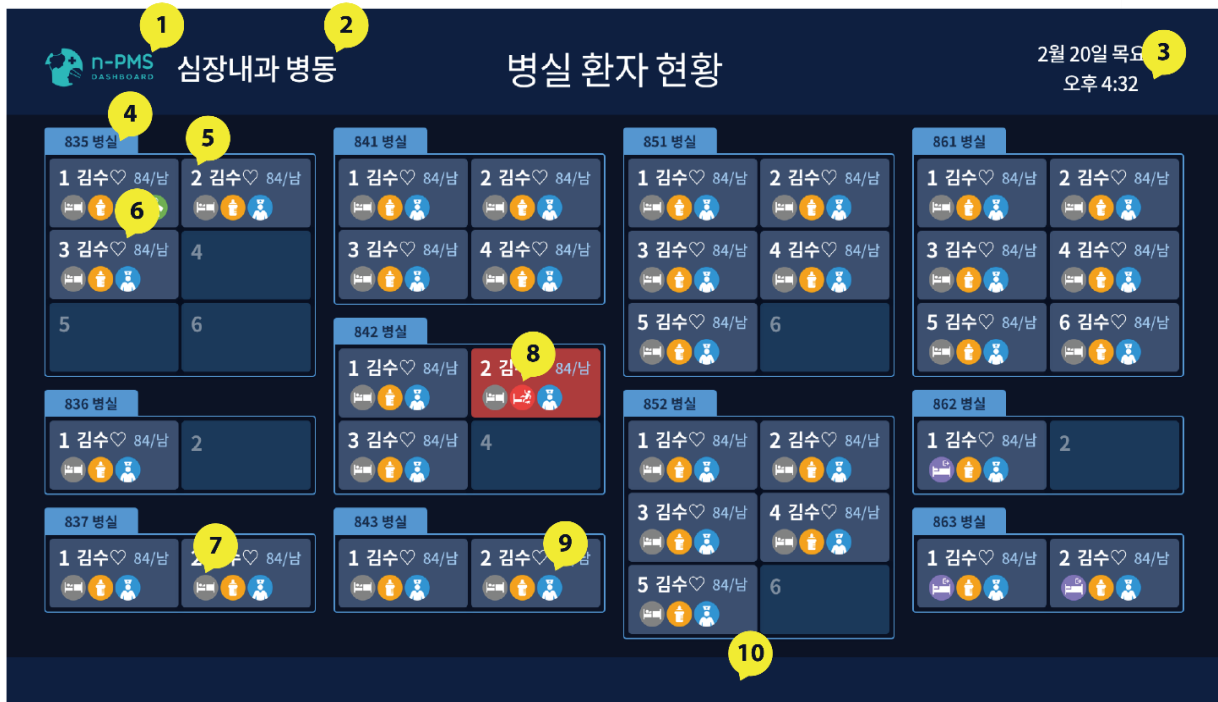 1
2
3
n-PMS
DASHBOARD
심장내과 병동
병실 환자 현황
2월 20일 목요
오후 4:32
4
835 병실
5
1 김수♡ 84/남
2 김수♡ 84/남
6
3 김수♡ 84/남
4
5
6
836 병실
1 김수♡ 84/남
2
837 병실
7
1 김수♡ 84/남
2 수♡ 84/남
841 병실
1 김수♡ 84/남
2 김수♡ 84/남
3 김수♡ 84/남
4 김수♡ 84/남
842 병실
8
1 김수♡ 84/남
2 김 84/남
3 김수♡ 84/남
4
843 병실
9
1 김수♡ 84/남
2 김수♡ 남
851 병실
1 김수♡ 84/남
2 김수♡ 84/남
3 김수♡ 84/남
4 김수♡ 84/남
5 김수♡ 84/남
6
852 병실
1 김수♡ 84/남
2 김수♡ 84/남
3 김수♡ 84/남
4 김수♡ 84/남
5 김수♡ 84/남
6
10
861 병실
1 김수♡ 84/남
2 김수♡ 84/남
3 김수♡ 84/남
4 김수♡ 84/남
5 김수♡ 84/남
6 김수♡ 84/남
862 병실
1 김수♡ 84/남
2
863 병실
1 김수♡ 84/남
2 김수♡ 84/남